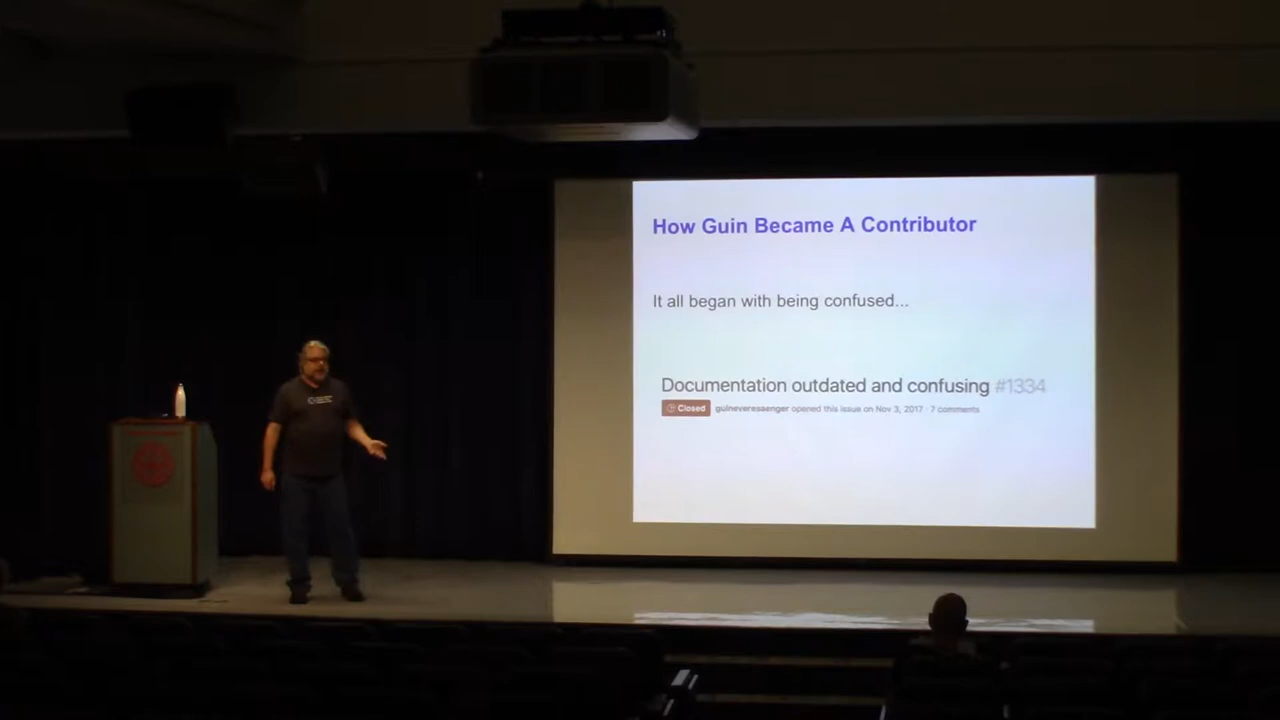 How Guin Became A Contributor
It all began with being confused...
Documentation outdated and confusing #1334
Closed guineveresaenger opened this issue on Nov 3, 2017 · 7 comments